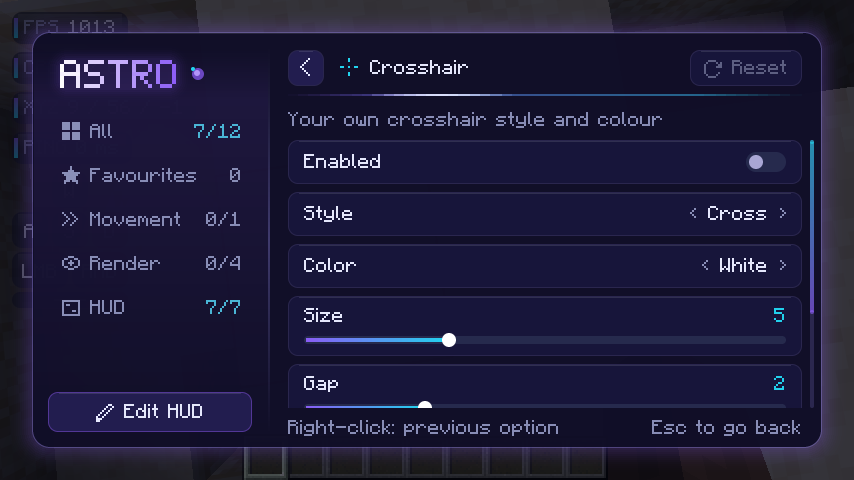 FPS 1013
ASTRO
Crosshair
Reset
Your own crosshair style and colour
All 7/12
Favourites 0
Movement 0/1
Render 0/4
HUD 7/7
Edit HUD
Enabled
Style < Cross >
Color < White >
Size 5
Gap 2
Right-click: previous option
Esc to go back